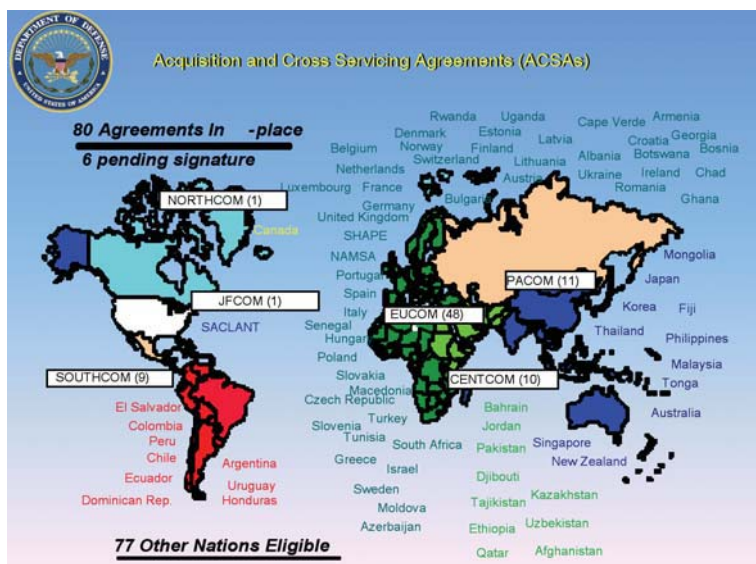 DEPARTMENT OF DEFENSE
UNITED STATES OF AMERICA
Acquisition and Cross Servicing Agreements (ACSAs)
80 Agreements In -place
6 pending signature
Rwanda Uganda Cape Verde Armenia
Denmark Estonia Latvia Croatia Georgia
Belgium Norway Finland Lithuania Albania Botswana Bosnia
Netherlands Switzerland Austria Ukraine Ireland Chad
Luxembourg France Romania
Germany Bulgaria Ghana
NORTHCOM (1)
Canada
United Kingdom
SHAPE
NAMSA
Portugal
Spain
Italy
Senegal
Hungary
Poland
Slovakia
Macedonia
Czech Republic
Slovenia Turkey
Tunisia South Africa
Greece Israel
Sweden
Moldova
Azerbaijan
JFCOM (1)
SACLANT
EUCOM (48)
PACOM (11)
Mongolia
Japan
Korea Fiji
Thailand
Philippines
Malaysia
Tonga
Australia
Singapore
New Zealand
SOUTHCOM (9)
El Salvador
Colombia
Peru
Chile Argentina
Ecuador Uruguay
Dominican Rep. Honduras
CENTCOM (10)
Bahrain
Jordan
Pakistan
Djibouti
Tajikistan Kazakhstan
Ethiopia Uzbekistan
Qatar Afghanistan
77 Other Nations Eligible